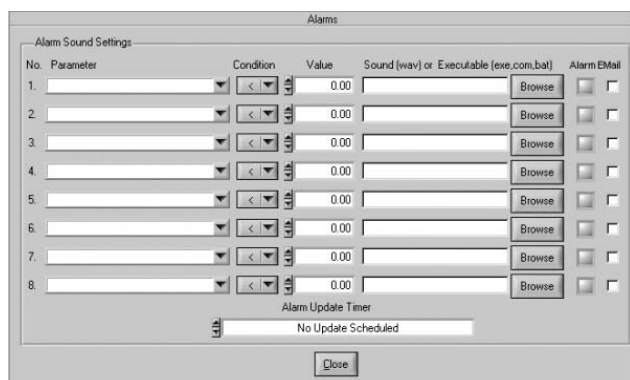 Alarms
Alarm Sound Settings
No. Parameter Condition Value Sound (wav) or Executable (exe,com,bat) Alarm EMail
1. < 0.00 Browse
2. < 0.00 Browse
3. < 0.00 Browse
4. < 0.00 Browse
5. < 0.00 Browse
6. < 0.00 Browse
7. < 0.00 Browse
8. < 0.00 Browse
Alarm Update Timer
No Update Scheduled
Close